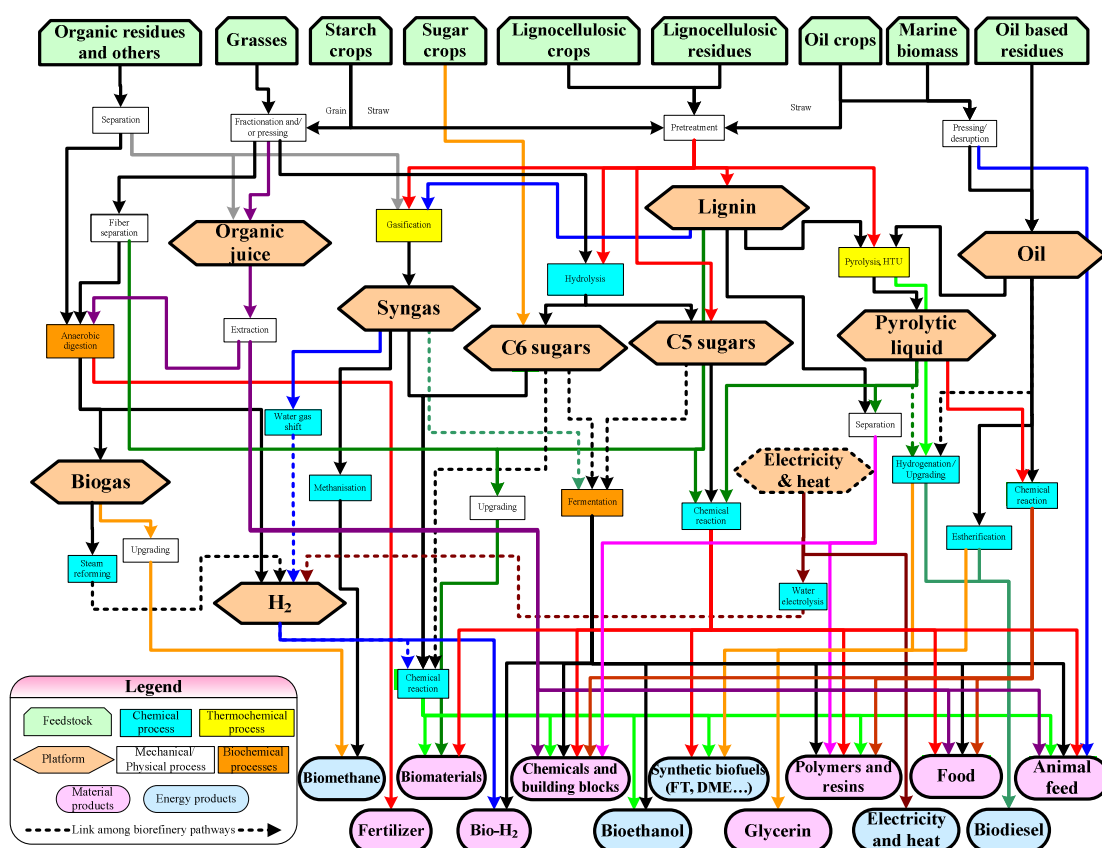 Organic residues
and others
Grasses
Starch
crops
Sugar
crops
Lignocellulosic
crops
Lignocellulosic
residues
Oil crops
Marine
biomass
Oil based
residues
Separation
Fractionation and/
or pressing
Grain
Straw
Pretreatment
Straw
Pressing/
desruption
Fiber
separation
Organic
juice
Gasification
Lignin
Hydrolysis
Pyrolysis, HTU
Oil
Syngas
C6 sugars
C5 sugars
Pyrolytic
liquid
Anaerobic
digestion
Extraction
Water gas
shift
Separation
Biogas
Methanisation
Upgrading
Fermentation
Chemical
reaction
Electricity
& heat
Hydrogenation/
Upgrading
Chemical
reaction
Steam
reforming
Upgrading
Estherification
H2
Water
electrolysis
Chemical
reaction
Legend
Feedstock
Chemical
process
Thermochemical
process
Platform
Mechanical/
Physical process
Biochemical
processes
Material
products
Energy products
Link among biorefinery pathways
Biomethane
Biomaterials
Chemicals and
building blocks
Synthetic biofuels
(FT, DME…)
Polymers and
resins
Food
Animal
feed
Fertilizer
Bio-H2
Bioethanol
Glycerin
Electricity
and heat
Biodiesel